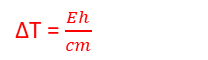 ΔT = Eh/cm